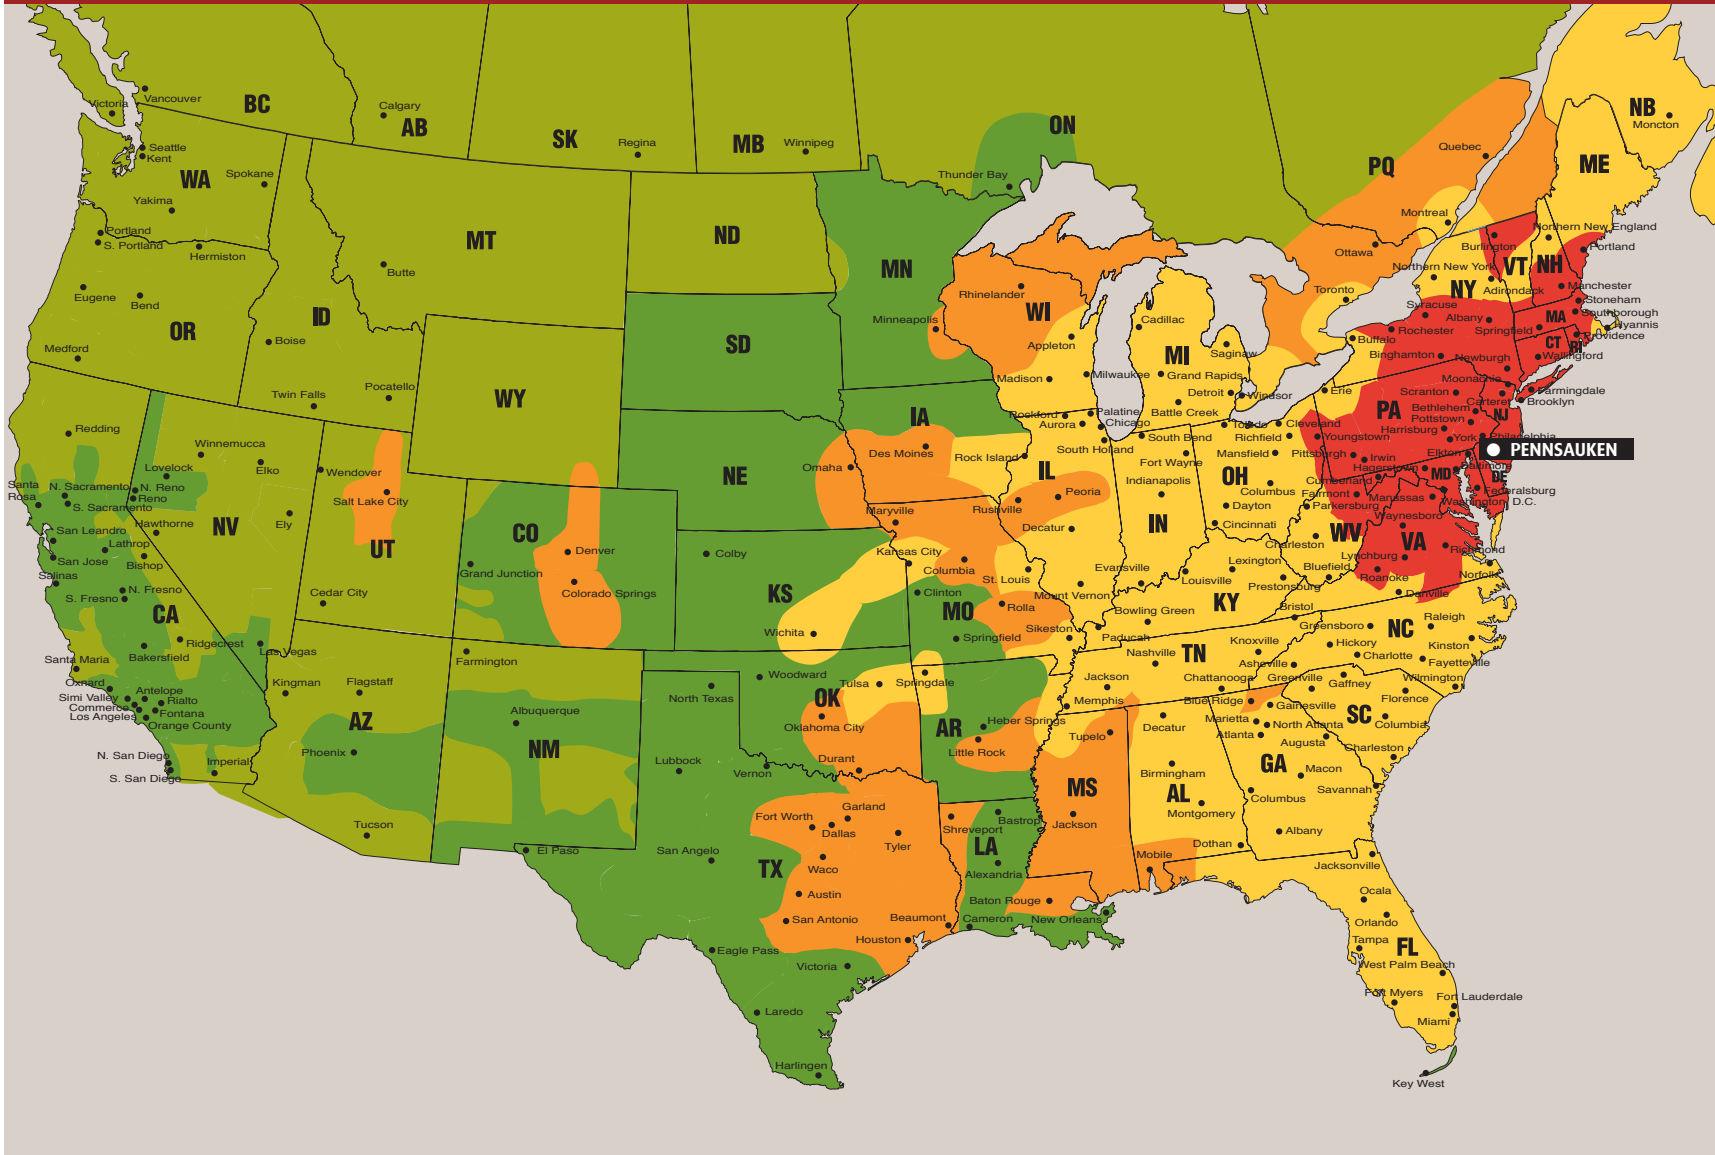 BC
AB
SK
MB
ON
PQ
NB
ME
WA
MT
ND
MN
WI
MI
NY
VT
NH
MA
CT
RI
OR
ID
WY
SD
IA
NE
IL
IN
OH
PA
NJ
MD
DE
WV
VA
NV
UT
CO
KS
MO
KY
CA
AZ
NM
OK
AR
TN
NC
SC
GA
AL
MS
LA
TX
FL
Victoria
Vancouver
Calgary
Regina
Winnipeg
Thunder Bay
Quebec
Montreal
Ottawa
Toronto
Moncton
Seattle
Kent
Spokane
Yakima
Portland
S. Portland
Hermiston
Eugene
Bend
Medford
Butte
Boise
Twin Falls
Pocatello
Redding
Santa
Rosa
N. Sacramento
S. Sacramento
N. Reno
Reno
Lovelock
Winnemucca
Elko
Wendover
Salt Lake City
Ely
Hawthorne
San Leandro
Lathrop
San Jose
Bishop
Salinas
N. Fresno
S. Fresno
Cedar City
Ridgecrest
Bakersfield
Las Vegas
Santa Maria
Oxnard
Simi Valley
Commerce
Los Angeles
Antelope
Rialto
Fontana
Orange County
N. San Diego
S. San Diego
Imperial
Kingman
Flagstaff
Phoenix
Tucson
Farmington
Albuquerque
Grand Junction
Denver
Colorado Springs
Minneapolis
Rhinelander
Appleton
Madison
Milwaukee
Cadillac
Saginaw
Grand Rapids
Detroit
Windsor
Battle Creek
Rockford
Palatine
Aurora
Chicago
South Holland
South Bend
Toledo
Cleveland
Richfield
Youngstown
Mansfield
Fort Wayne
Indianapolis
Columbus
Dayton
Cincinnati
Des Moines
Omaha
Rock Island
Peoria
Rushville
Decatur
Maryville
Kansas City
Columbia
St. Louis
Clinton
Rolla
Springfield
Sikeston
Mount Vernon
Evansville
Louisville
Lexington
Prestonsburg
Bowling Green
Paducah
Colby
Wichita
Woodward
Tulsa
Springdale
Oklahoma City
Durant
North Texas
Lubbock
Vernon
Heber Springs
Little Rock
Nashville
Jackson
Memphis
Knoxville
Chattanooga
Bristol
Tupelo
Decatur
Birmingham
Montgomery
Dothan
Mobile
Jackson
Blue Ridge
Gainesville
Marietta
North Atlanta
Atlanta
Augusta
Macon
Savannah
Columbus
Albany
Greensboro
Raleigh
Hickory
Kinston
Charlotte
Fayetteville
Asheville
Wilmington
Greenville
Gaffney
Florence
Columbia
Charleston
Charleston
Bluefield
Parkersburg
Fairmont
Cumberland
Hagerstown
Manassas
Waynesboro
Lynchburg
Roanoke
Danville
Richmond
Norfolk
Washington, D.C.
Federalsburg
Baltimore
Elkton
Philadelphia
York
PENNSAUKEN
Harrisburg
Pottstown
Bethlehem
Carteret
Scranton
Moonachie
Pittsburgh
Irwin
Erie
Buffalo
Rochester
Syracuse
Albany
Binghamton
Newburgh
Farmingdale
Brooklyn
Wallingford
Springfield
Providence
Hyannis
Southborough
Stoneham
Manchester
Portland
Northern New England
Burlington
Northern New York
Adirondack
El Paso
San Angelo
Fort Worth
Garland
Dallas
Tyler
Waco
Austin
San Antonio
Eagle Pass
Houston
Beaumont
Victoria
Laredo
Harlingen
Shreveport
Bastrop
Alexandria
Baton Rouge
Cameron
New Orleans
Jacksonville
Ocala
Orlando
Tampa
West Palm Beach
Fort Myers
Fort Lauderdale
Miami
Key West